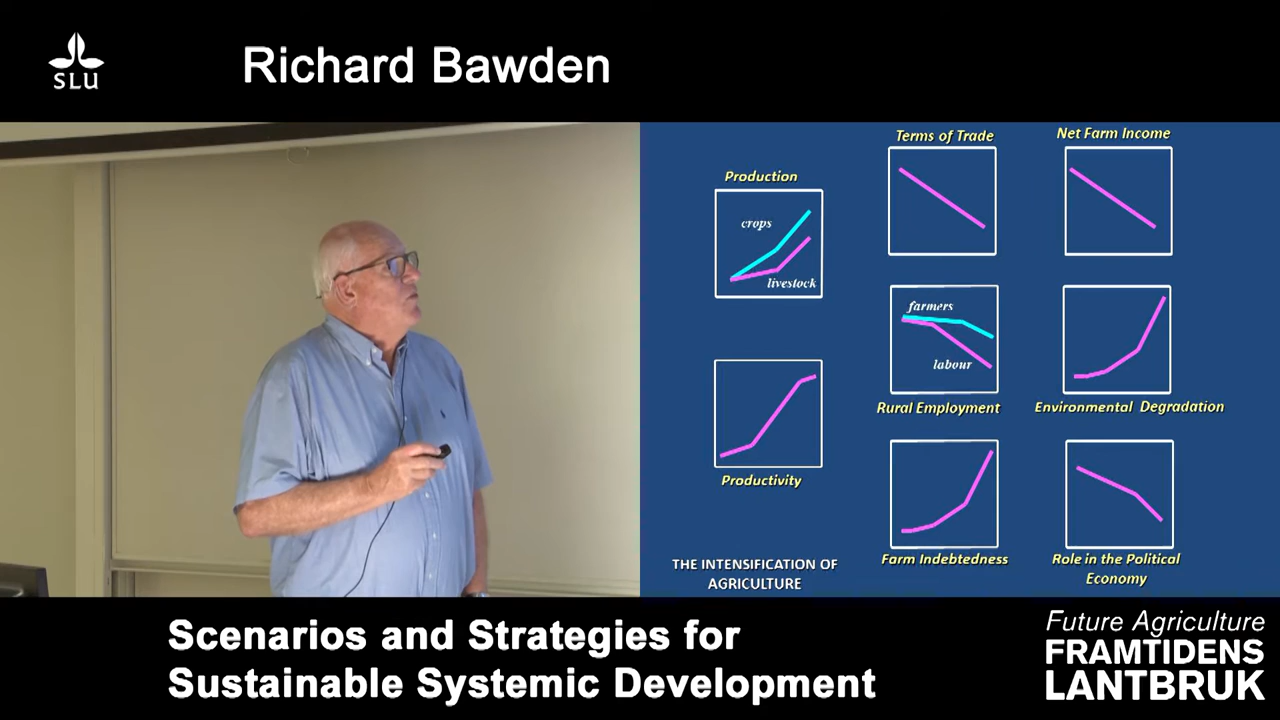 SLU
Richard Bawden
Terms of Trade
Net Farm Income
Production
crops
livestock
farmers
labour
Rural Employment
Environmental Degradation
Productivity
Farm Indebtedness
Role in the Political
Economy
THE INTENSIFICATION OF
AGRICULTURE
Scenarios and Strategies for
Sustainable Systemic Development
Future Agriculture
FRAMTIDENS
LANTBRUK